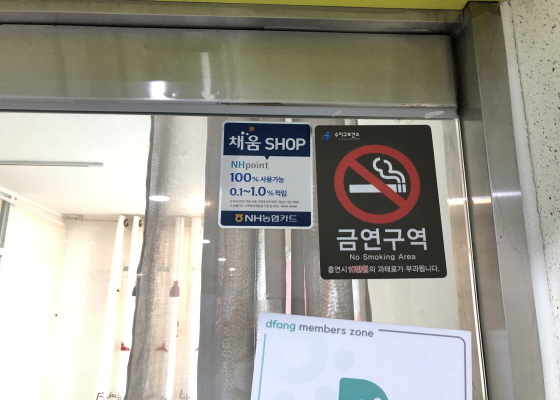 채움 SHOP
NHpoint
100% 사용가능
0.1~1.0% 적립
NH농협카드
금연구역
No Smoking Area
흡연시 10만원의 과태료가 부과됩니다.
dfang members zone